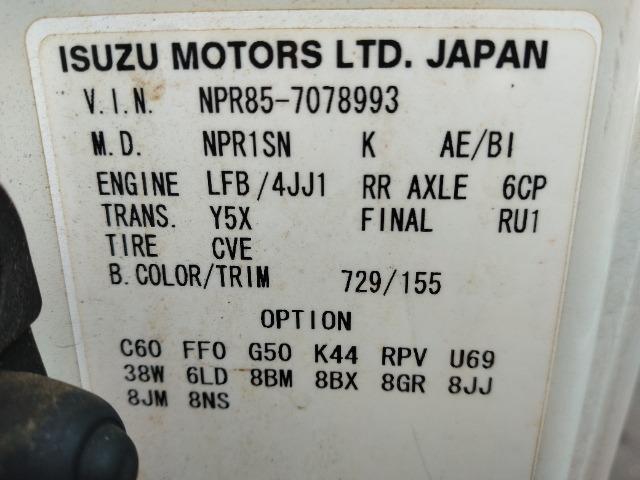 ISUZU MOTORS LTD. JAPAN
V.I.N. NPR85-7078993
M.D. NPR1SN K AE/BI
ENGINE LFB/4JJ1 RR AXLE 6CP
TRANS. Y5X FINAL RU1
TIRE CVE
B.COLOR/TRIM 729/155
OPTION
C60 FF0 G50 K44 RPV U69
38W 6LD 8BM 8BX 8GR 8JJ
8JM 8NS